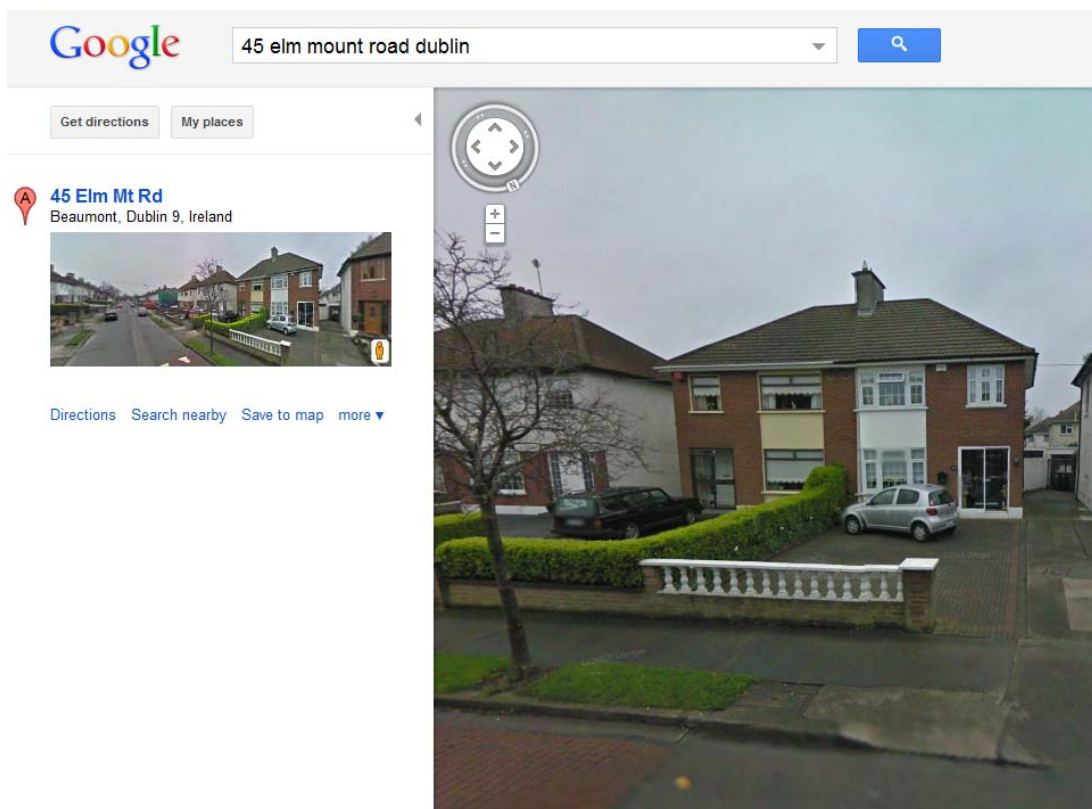 Google
45 elm mount road dublin
Get directions My places
A
45 Elm Mt Rd
Beaumont, Dublin 9, Ireland
Directions Search nearby Save to map more ▼
N
+
−